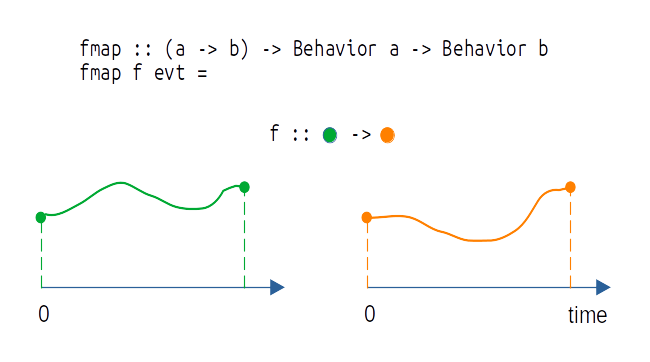 fmap :: (a -> b) -> Behavior a -> Behavior b
fmap f evt =
f :: ->
0
0
time